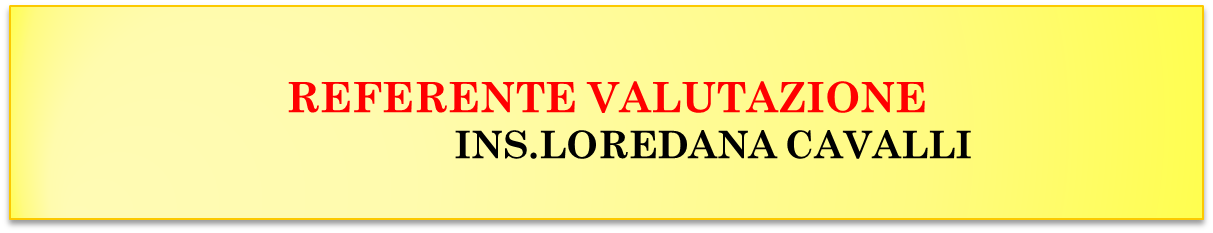 REFERENTE VALUTAZIONE
INS.LOREDANA CAVALLI